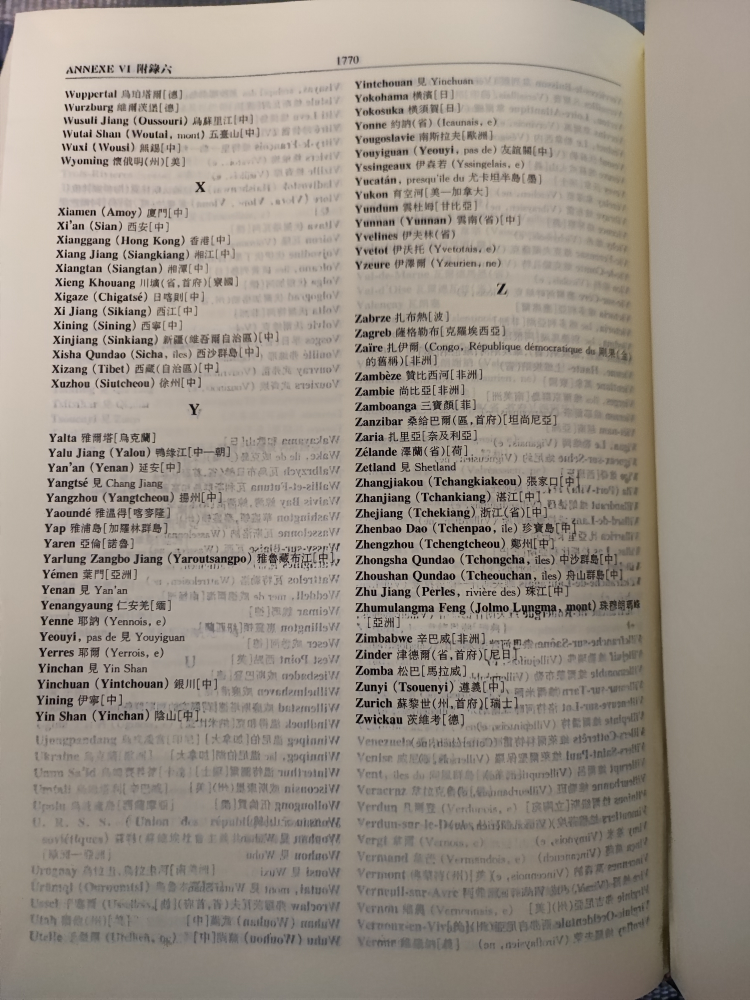 ANNEXE VI 附錄六
1770
Wuppertal 烏珀塔爾[德]
Wurzburg 維爾茨堡[德]
Wusuli Jiang (Oussouri) 烏蘇里江[中]
Wutai Shan (Woutai, mont) 五臺山[中]
Wuxi (Wousi) 無錫[中]
Wyoming 懷俄明(州)[美]
X
Xiamen (Amoy) 廈門[中]
Xi'an (Sian) 西安[中]
Xianggang (Hong Kong) 香港[中]
Xiang Jiang (Siangkiang) 湘江[中]
Xiangtan (Siangtan) 湘潭[中]
Xieng Khouang 川壙(省,首府)[寮國]
Xigaze (Chigatsé) 日喀則[中]
Xi Jiang (Sikiang) 西江[中]
Xining (Sining) 西寧[中]
Xinjiang (Sinkiang) 新疆(維吾爾自治區)[中]
Xisha Qundao (Sicha, îles) 西沙群島[中]
Xizang (Tibet) 西藏(自治區)[中]
Xuzhou (Siutcheou) 徐州[中]
Y
Yalta 雅爾塔[烏克蘭]
Yalu Jiang (Yalou) 鴨綠江[中—朝]
Yan'an (Yenan) 延安[中]
Yangtsé 見 Chang Jiang
Yangzhou (Yangtcheou) 揚州[中]
Yaoundé 雅溫得[喀麥隆]
Yap 雅浦島[加羅林群島]
Yaren 亞倫[諾魯]
Yarlung Zangbo Jiang (Yaroutsangpo) 雅魯藏布江[中]
Yémen 葉門[亞洲]
Yenan 見 Yan'an
Yenangyaung 仁安羌[緬]
Yenne 耶訥 (Yennois, e)
Yeouyi, pas de 見 Youyiguan
Yerres 耶爾 (Yerrois, e)
Yinchan 見 Yin Shan
Yinchuan (Yintchouan) 銀川[中]
Yining 伊寧[中]
Yin Shan (Yinchan) 陰山[中]
Yintchouan 見 Yinchuan
Yokohama 橫濱[日]
Yokosuka 橫須賀[日]
Yonne 約訥(省) (Icaunais, e)
Yougoslavie 南斯拉夫[歐洲]
Youyiguan (Yeouyi, pas de) 友誼關[中]
Yssingeaux 伊森若 (Yssingelais, e)
Yucatán, presqu'île du 尤卡坦半島[墨]
Yukon 育空河[美—加拿大]
Yundum 雲杜姆[甘比亞]
Yunnan (Yunnan) 雲南(省)[中]
Yvelines 伊夫林(省)
Yvetot 伊沃托 (Yvetotais, e)
Yzeure 伊澤爾 (Yzeurien, ne)
Z
Zabrze 扎布熱[波]
Zagreb 薩格勒布[克羅埃西亞]
Zaïre 扎伊爾 (Congo, République démocratique du 剛果(金)
的舊稱)[非洲]
Zambèze 贊比西河[非洲]
Zambie 尚比亞[非洲]
Zamboanga 三寶顏[菲]
Zanzibar 桑給巴爾(區,首府)[坦尚尼亞]
Zaria 扎里亞[奈及利亞]
Zélande 澤蘭(省)[荷]
Zetland 見 Shetland
Zhangjiakou (Tchangkiakeou) 張家口[中]
Zhanjiang (Tchankiang) 湛江[中]
Zhejiang (Tchekiang) 浙江(省)[中]
Zhenbao Dao (Tchenpao, île) 珍寶島[中]
Zhengzhou (Tchengtcheou) 鄭州[中]
Zhongsha Qundao (Tchongcha, îles) 中沙群島[中]
Zhoushan Qundao (Tcheouchan, îles) 舟山群島[中]
Zhu Jiang (Perles, rivière des) 珠江[中]
Zhumulangma Feng (Jolmo Lungma, mont) 珠穆朗瑪峰
[亞洲]
Zimbabwe 辛巴威[非洲]
Zinder 津德爾(省,首府)[尼日]
Zomba 松巴[馬拉威]
Zunyi (Tsouenyi) 遵義[中]
Zurich 蘇黎世(州,首府)[瑞士]
Zwickau 茨維考[德]